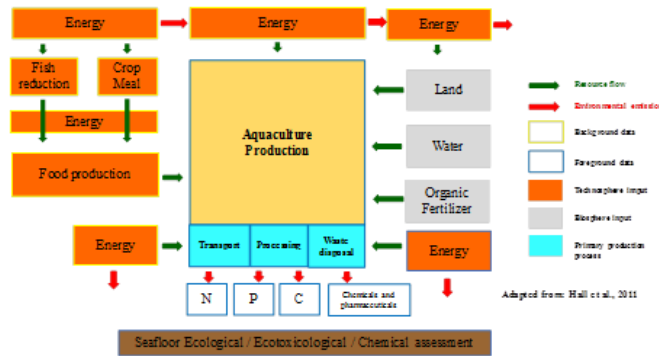 Energy
Energy
Energy
Fish
reduction
Crop
Meal
Energy
Food production
Energy
Aquaculture
Production
Transport
Processing
Waste
disposal
N
P
C
Chemicals and
pharmaceuticals
Land
Water
Organic
Fertilizer
Energy
Resource flow
Environmental emissio
Background data
Foreground data
Technosphere imput
Biosphere imput
Primary production
process
Adapted from: Hall et al., 2011
Seafloor Ecological / Ecotoxicological / Chemical assessment